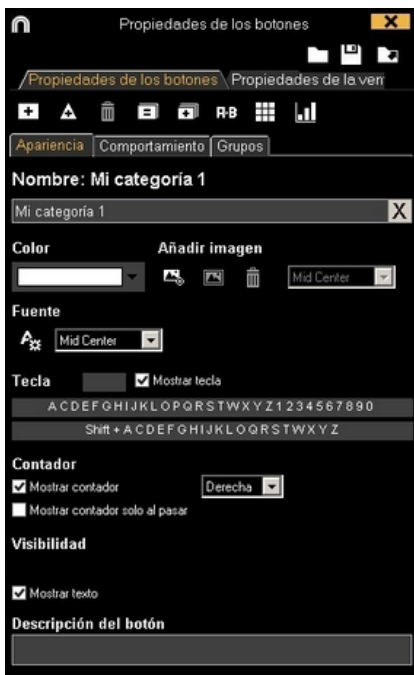 Propiedades de los botones X
Propiedades de los botones Propiedades de la ven
A-B
Apariencia Comportamiento Grupos
Nombre: Mi categoría 1
Mi categoría 1 X
Color Añadir imagen
Mid Center
Fuente
Mid Center
Tecla Mostrar tecla
A C D E F G H I J K L O P Q R S T W X Y Z 1 2 3 4 5 6 7 8 9 0
Shift + A C D E F G H I J K L O Q R S T W X Y Z
Contador
Mostrar contador Derecha
Mostrar contador solo al pasar
Visibilidad
Mostrar texto
Descripción del botón